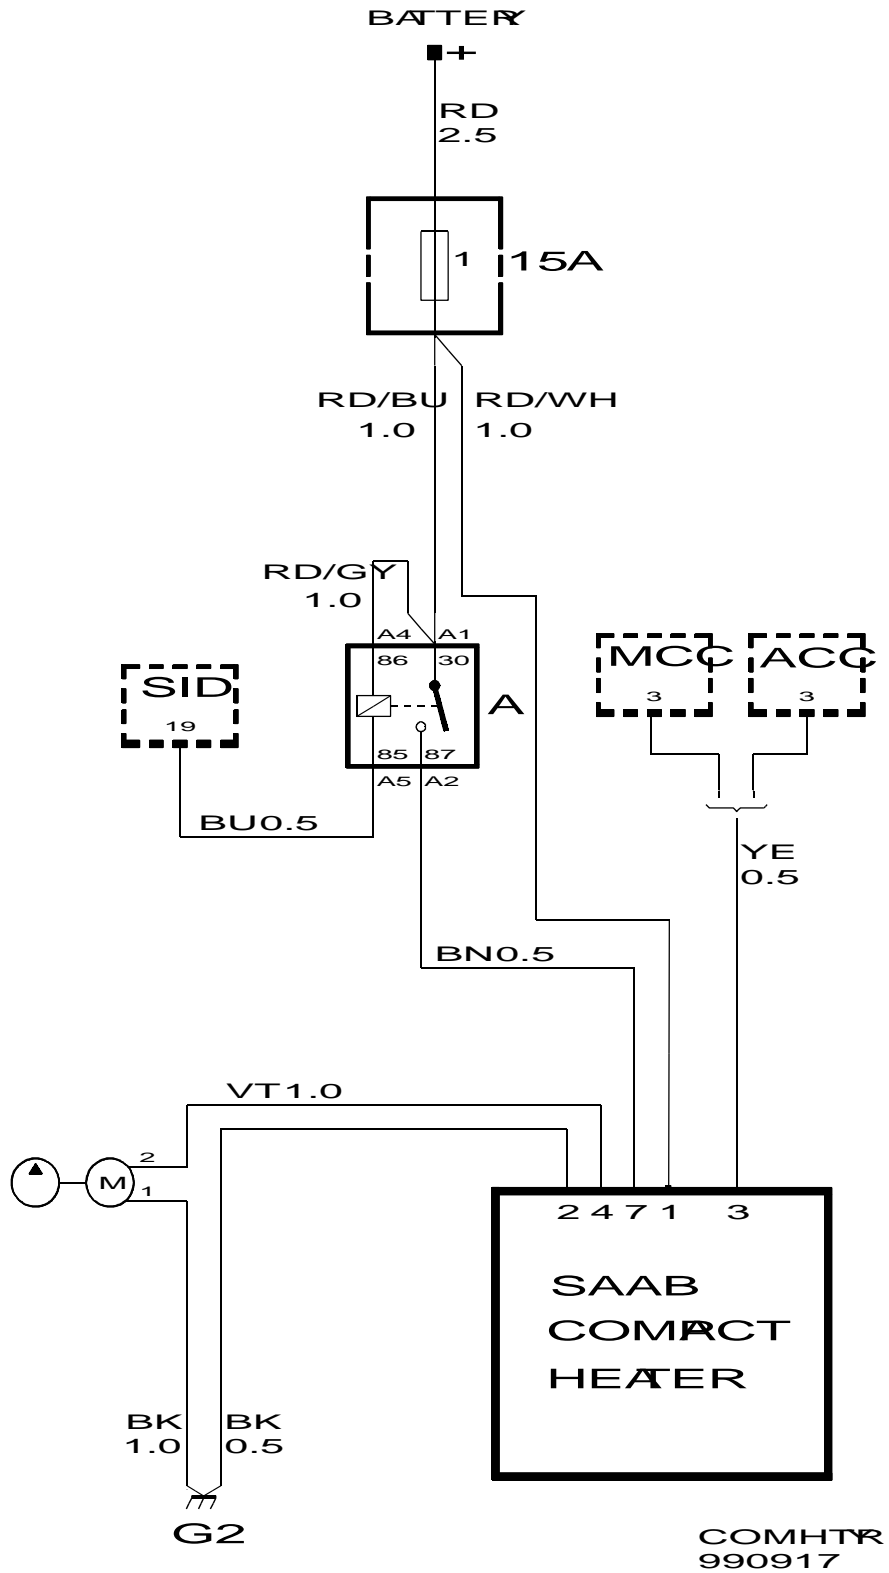 BATTERY
+
RD
2.5
1
15A
RD/BU
1.0
RD/WH
1.0
RD/GY
1.0
A4 A1
86 30
A
85 87
A5 A2
SID
19
MCC
3
ACC
3
BU0.5
YE
0.5
BN0.5
VT1.0
2
M
1
2 4 7 1 3
SAAB
COMPACT
HEATER
BK
1.0
BK
0.5
G2
COMHTRY
990917